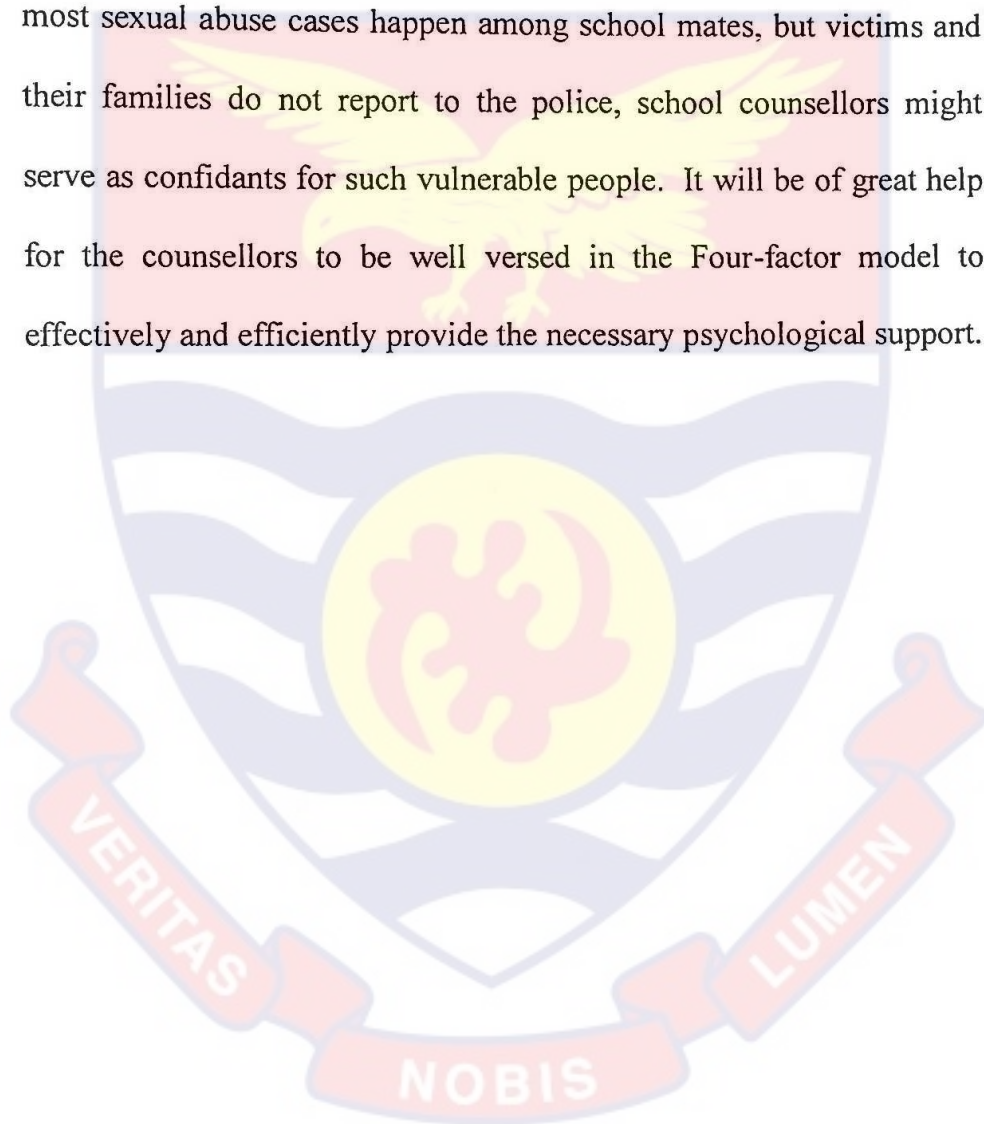 most sexual abuse cases happen among school mates, but victims and
their families do not report to the police, school counsellors might
serve as confidants for such vulnerable people. It will be of great help
for the counsellors to be well versed in the Four-factor model to
effectively and efficiently provide the necessary psychological support.
VERITAS
NOBIS
LUMEN